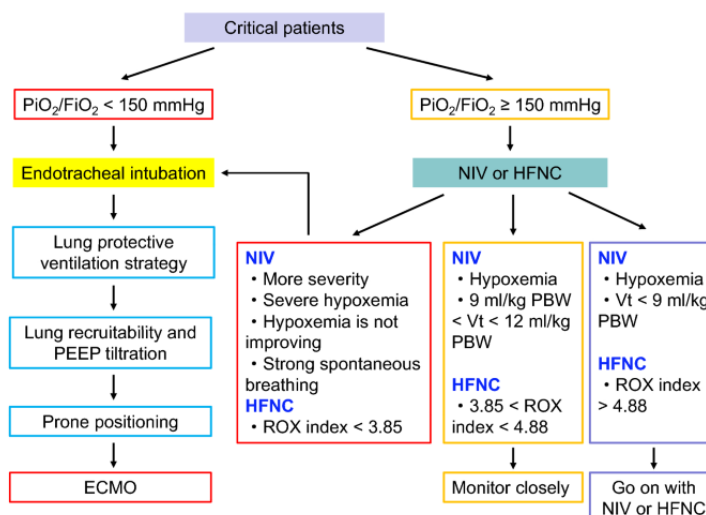 Critical patients
PiO₂/FiO₂ < 150 mmHg
PiO₂/FiO₂ ≥ 150 mmHg
Endotracheal intubation
NIV or HFNC
Lung protective
ventilation strategy
Lung recruitability and
PEEP tiltration
Prone positioning
ECMO
NIV
• More severity
• Severe hypoxemia
• Hypoxemia is not
improving
• Strong spontaneous
breathing
HFNC
• ROX index < 3.85
NIV
• Hypoxemia
• 9 ml/kg PBW
< Vt < 12 ml/kg
PBW
HFNC
• 3.85 < ROX
index < 4.88
Monitor closely
NIV
• Hypoxemia
• Vt < 9 ml/kg
PBW
HFNC
• ROX index
> 4.88
Go on with
NIV or HFNC